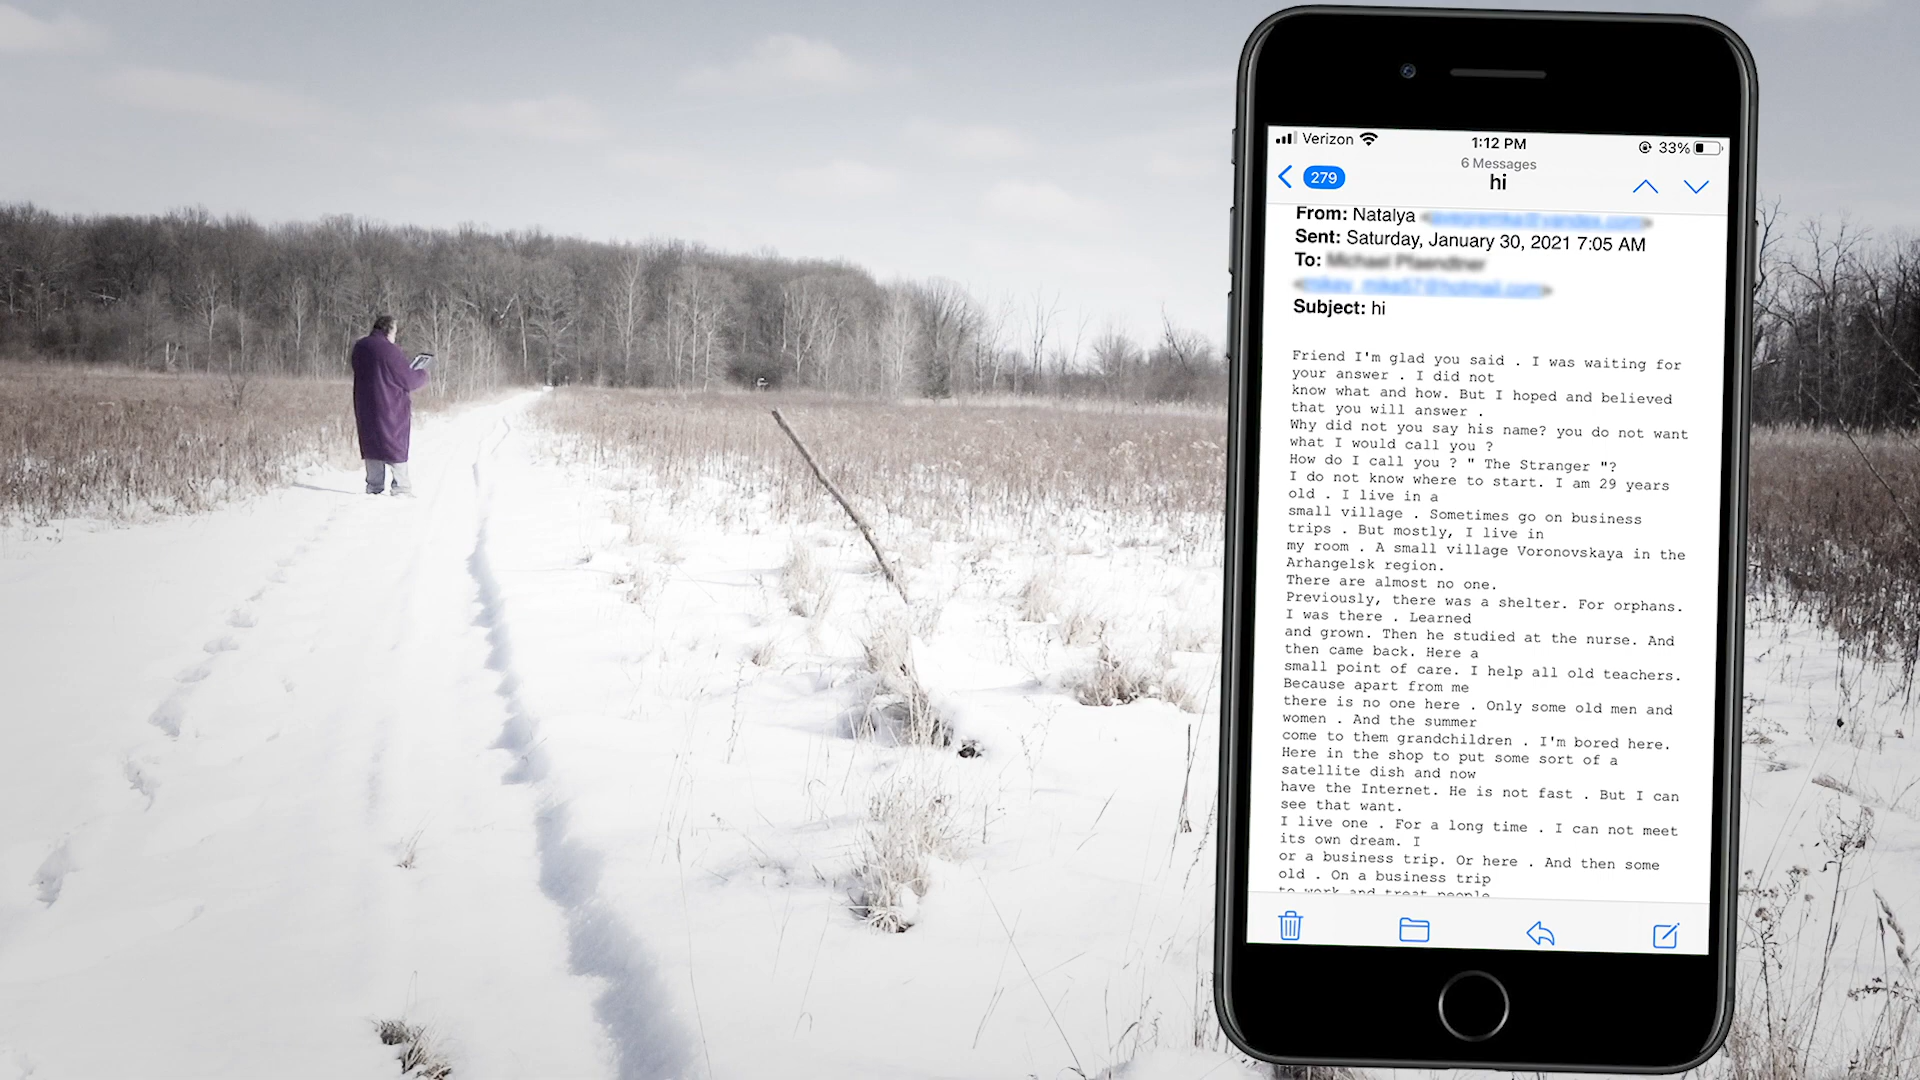 Verizon
1:12 PM
33%
279
6 Messages
hi
From: Natalya
Sent: Saturday, January 30, 2021 7:05 AM
To:
Subject: hi
Friend I'm glad you said . I was waiting for
your answer . I did not
know what and how. But I hoped and believed
that you will answer .
Why did not you say his name? you do not want
what I would call you ?
How do I call you ? " The Stranger "?
I do not know where to start. I am 29 years
old . I live in a
small village . Sometimes go on business
trips . But mostly, I live in
my room . A small village Voronovskaya in the
Arhangelsk region.
There are almost no one.
Previously, there was a shelter. For orphans.
I was there . Learned
and grown. Then he studied at the nurse. And
then came back. Here a
small point of care. I help all old teachers.
Because apart from me
there is no one here . Only some old men and
women . And the summer
come to them grandchildren . I'm bored here.
Here in the shop to put some sort of a
satellite dish and now
have the Internet. He is not fast . But I can
see that want.
I live one . For a long time . I can not meet
its own dream. I
or a business trip. Or here . And then some
old . On a business trip
to work and treat people